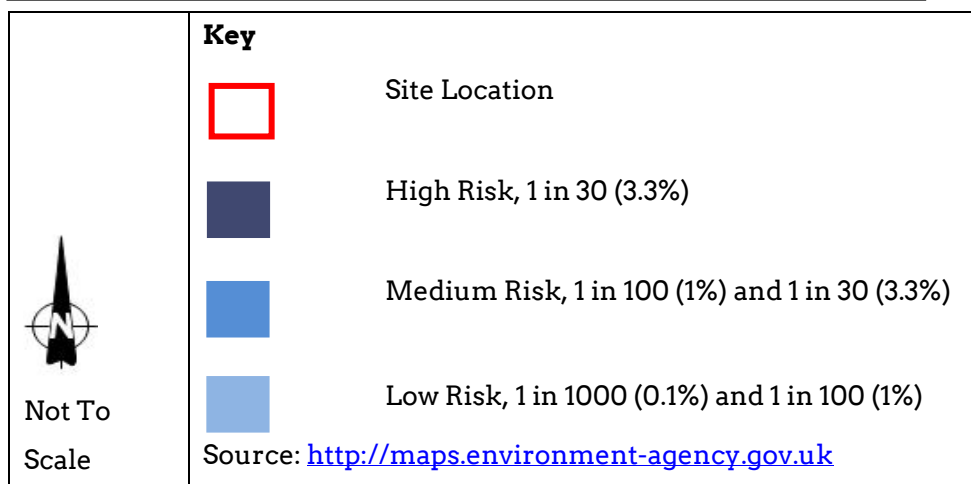 Key
Site Location
High Risk, 1 in 30 (3.3%)
Medium Risk, 1 in 100 (1%) and 1 in 30 (3.3%)
Low Risk, 1 in 1000 (0.1%) and 1 in 100 (1%)
Source: http://maps.environment-agency.gov.uk
N
Not To
Scale